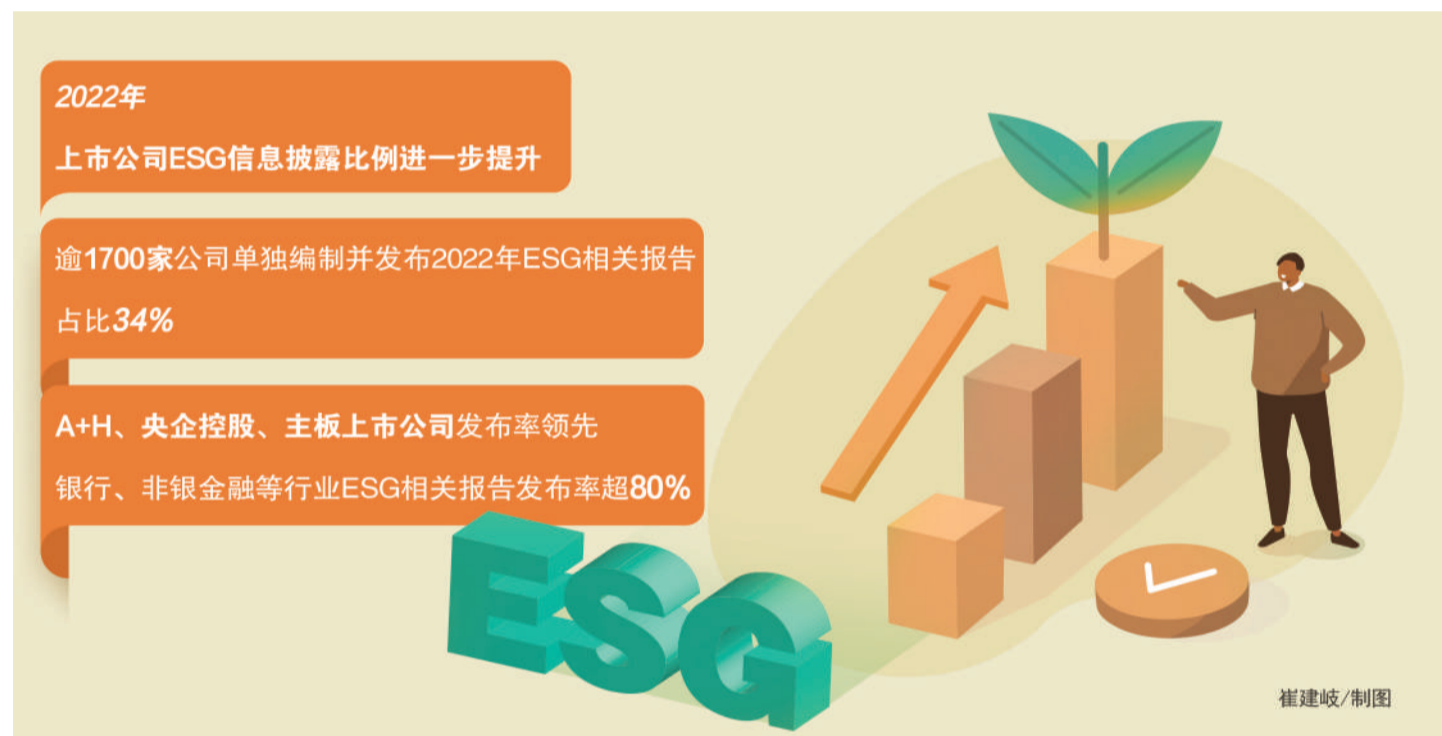 2022年
上市公司ESG信息披露比例进一步提升
逾1700家公司单独编制并发布2022年ESG相关报告
占比34%
A+H、央企控股、主板上市公司发布率领先
银行、非银金融等行业ESG相关报告发布率超80%
ESG
崔建岐/制图